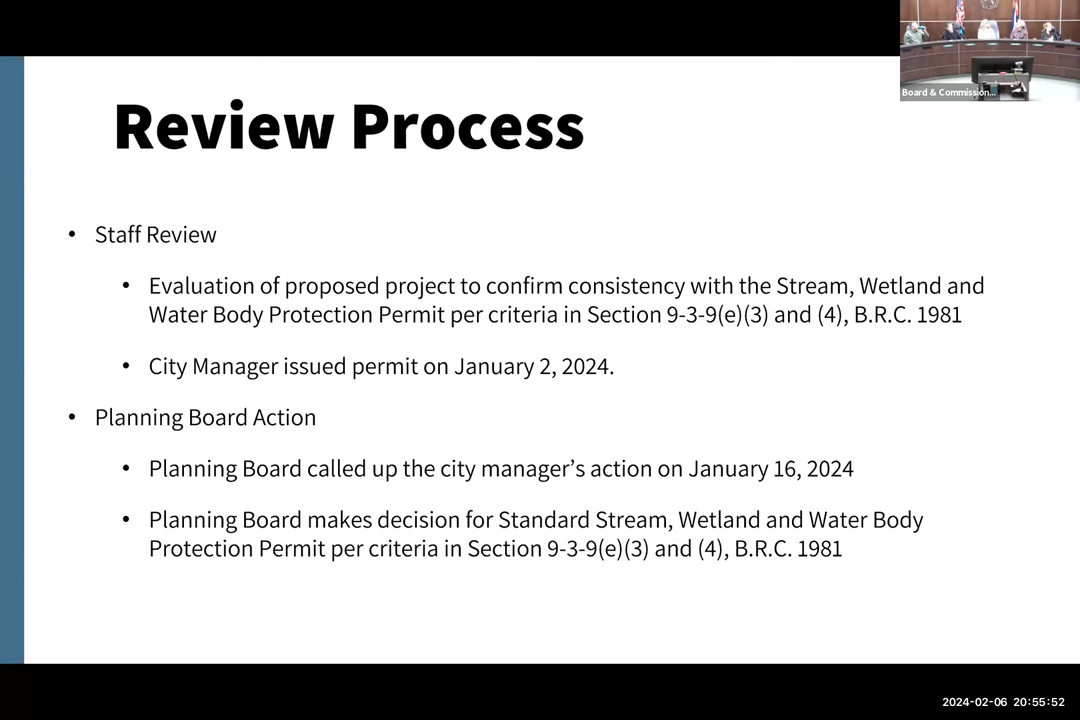 Board & Commission...
Review Process
• Staff Review
• Evaluation of proposed project to confirm consistency with the Stream, Wetland and
Water Body Protection Permit per criteria in Section 9-3-9(e)(3) and (4), B.R.C. 1981
• City Manager issued permit on January 2, 2024.
• Planning Board Action
• Planning Board called up the city manager’s action on January 16, 2024
• Planning Board makes decision for Standard Stream, Wetland and Water Body
Protection Permit per criteria in Section 9-3-9(e)(3) and (4), B.R.C. 1981
2024-02-06 20:55:52